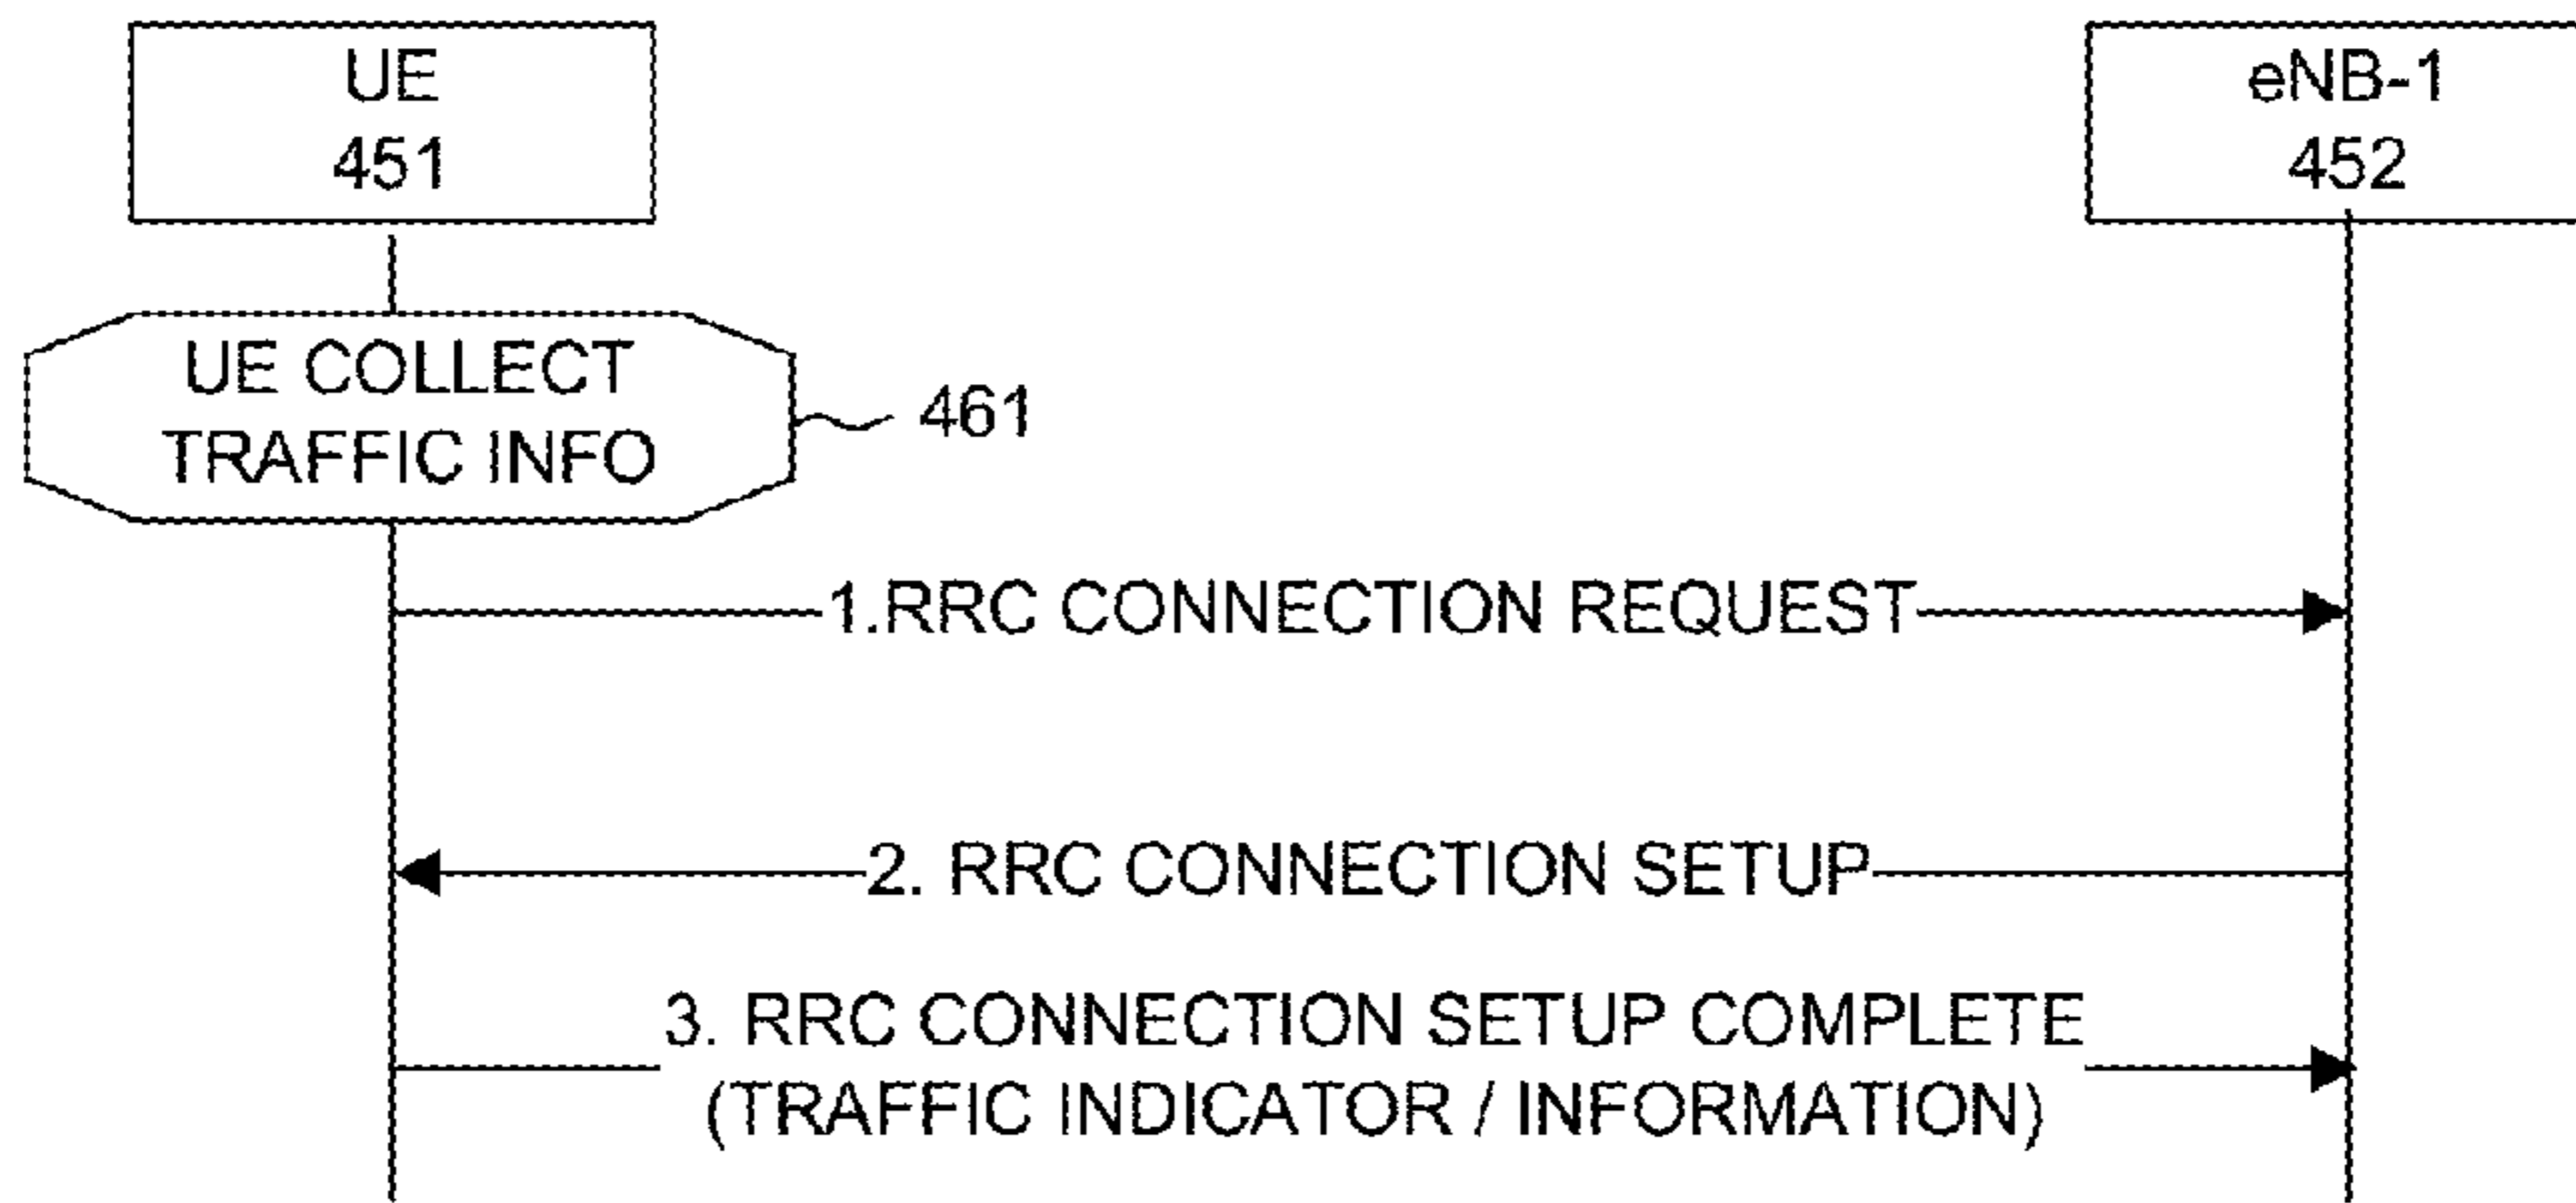 UE
451
eNB-1
452
UE COLLECT
TRAFFIC INFO
461
1.RRC CONNECTION REQUEST
2. RRC CONNECTION SETUP
3. RRC CONNECTION SETUP COMPLETE
(TRAFFIC INDICATOR / INFORMATION)